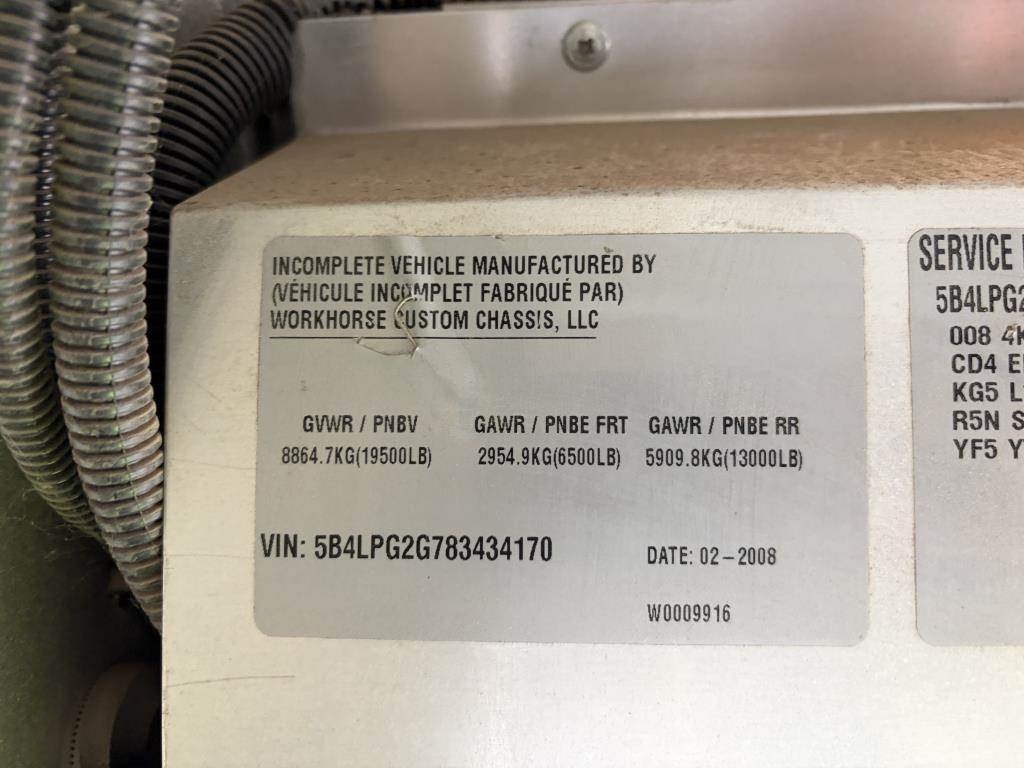 INCOMPLETE VEHICLE MANUFACTURED BY
(VÉHICULE INCOMPLET FABRIQUÉ PAR)
WORKHORSE CUSTOM CHASSIS, LLC
GVWR / PNBV GAWR / PNBE FRT GAWR / PNBE RR
8864.7KG(19500LB) 2954.9KG(6500LB) 5909.8KG(13000LB)
VIN: 5B4LPG2G783434170 DATE: 02-2008
W0009916
SERVICE
5B4LPG2
008 4K
CD4
KG5
R5N
YF5